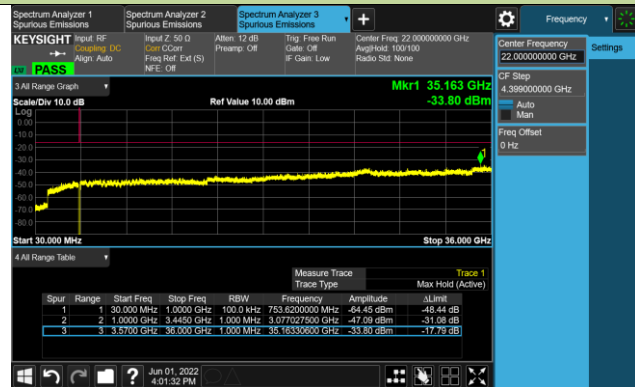 Spectrum Analyzer 1
Spurious Emissions
Spectrum Analyzer 2
Spurious Emissions
Spectrum Analyzer 3
Spurious Emissions
Frequency
KEYSIGHT
Input: RF
Coupling: DC
Align: Auto
Input Z: 50 Ω
Corr CCorr
Freq Ref: Ext (S)
NFE: Off
Atten: 12 dB
Preamp: Off
Trig: Free Run
Gate: Off
IF Gain: Low
Center Freq: 22.000000000 GHz
Avg|Hold: 100/100
Radio Std: None
PASS
Center Frequency
22.000000000 GHz
Settings
CF Step
4.399000000 GHz
Auto
Man
Freq Offset
0 Hz
3 All Range Graph
Mkr1 35.163 GHz
-33.80 dBm
Scale/Div 10.0 dB
Ref Value 10.00 dBm
Log
0.00
-10.0
-20.0
-30.0
-40.0
-50.0
-60.0
-70.0
-80.0
1
Start 30.000 MHz
Stop 36.000 GHz
4 All Range Table
Measure Trace
Trace 1
Trace Type
Max Hold (Active)
Spur Range Start Freq Stop Freq RBW Frequency Amplitude ΔLimit
1 1 30.000 MHz 1.0000 GHz 100.0 kHz 753.6200000 MHz -64.45 dBm -48.44 dB
2 2 1.0000 GHz 3.4450 GHz 1.000 MHz 3.077027500 GHz -47.09 dBm -31.08 dB
3 3 3.5700 GHz 36.000 GHz 1.000 MHz 35.16330600 GHz -33.80 dBm -17.79 dB
Jun 01, 2022
4:01:32 PM